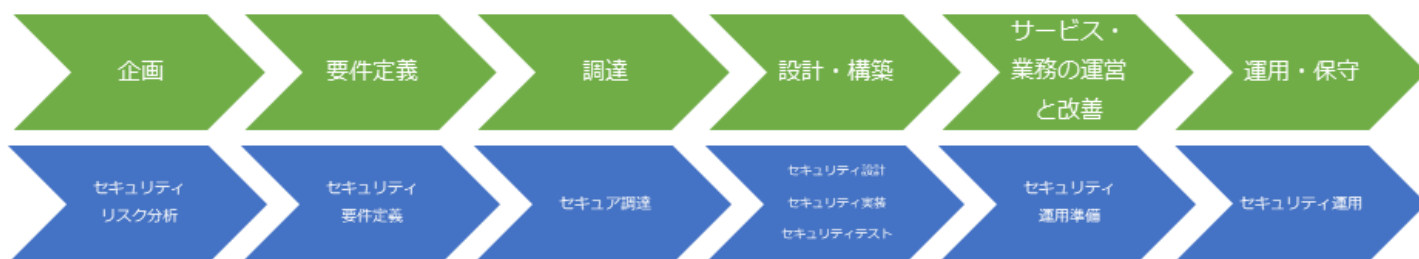 企画
要件定義
調達
設計・構築
サービス・
業務の運営
と改善
運用・保守
セキュリティ
リスク分析
セキュリティ
要件定義
セキュア調達
セキュリティ設計
セキュリティ実装
セキュリティテスト
セキュリティ
運用準備
セキュリティ運用